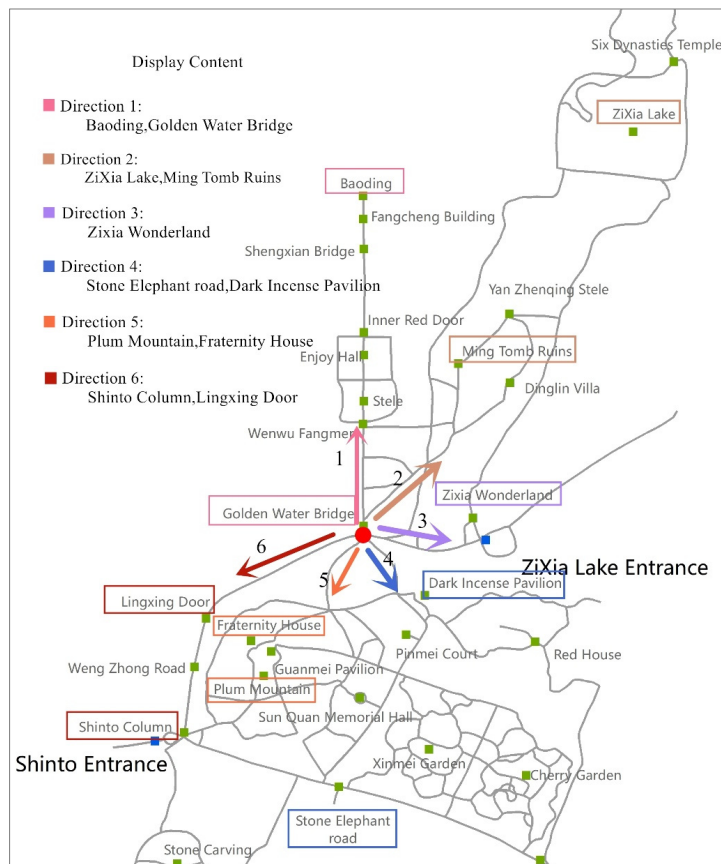 Display Content
Direction 1:
Baoding,Golden Water Bridge
Direction 2:
ZiXia Lake,Ming Tomb Ruins
Direction 3:
Zixia Wonderland
Direction 4:
Stone Elephant road,Dark Incense Pavilion
Direction 5:
Plum Mountain,Fraternity House
Direction 6:
Shinto Column,Lingxing Door
Six Dynasties Temple
ZiXia Lake
Baoding
Fangcheng Building
Shengxian Bridge
Yan Zhenqing Stele
Inner Red Door
Enjoy Hall
Ming Tomb Ruins
Dinglin Villa
Stele
Wenwu Fangmen
1
2
Zixia Wonderland
Golden Water Bridge
3
6
4
5
ZiXia Lake Entrance
Dark Incense Pavilion
Lingxing Door
Fraternity House
Pinmei Court
Red House
Weng Zhong Road
Guanmei Pavilion
Plum Mountain
Sun Quan Memorial Hall
Shinto Column
Shinto Entrance
Xinmei Garden
Cherry Garden
Stone Elephant
road
Stone Carving